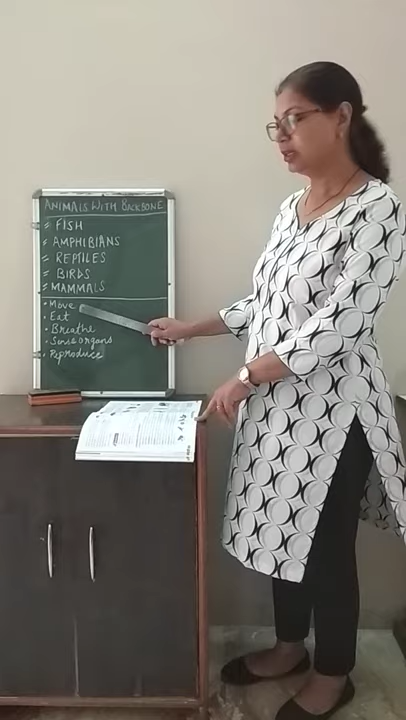 ANIMALS WITH BACKBONE
FISH
AMPHIBIANS
REPTILES
BIRDS
MAMMALS
• Move
• Eat
• Breathe
• Sense organs
• Reproduce